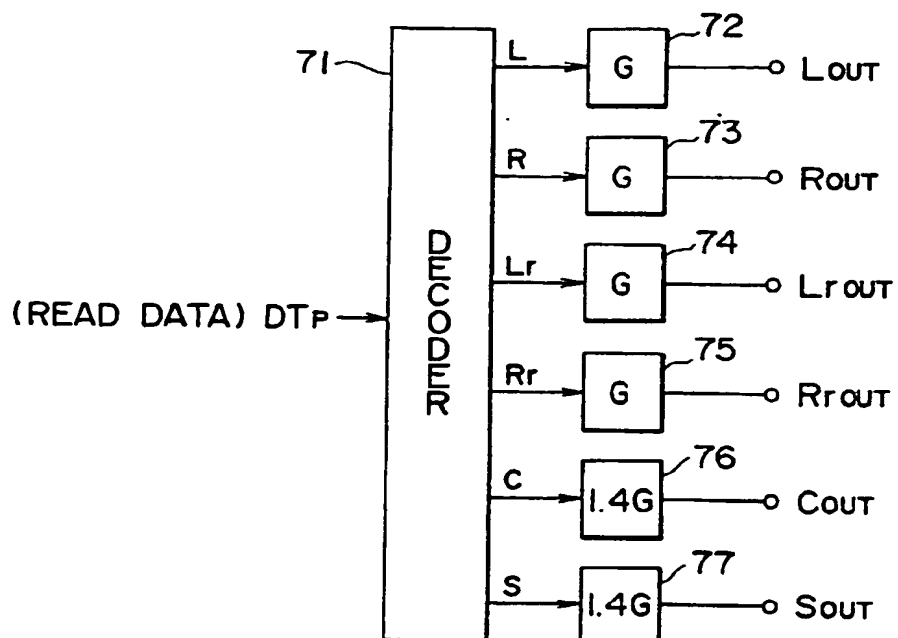 71
DECODER
(READ DATA) DTP
L
G
72
LOUT
R
G
73
ROUT
Lr
G
74
LrOUT
Rr
G
75
RrOUT
C
1.4G
76
COUT
S
1.4G
77
SOUT